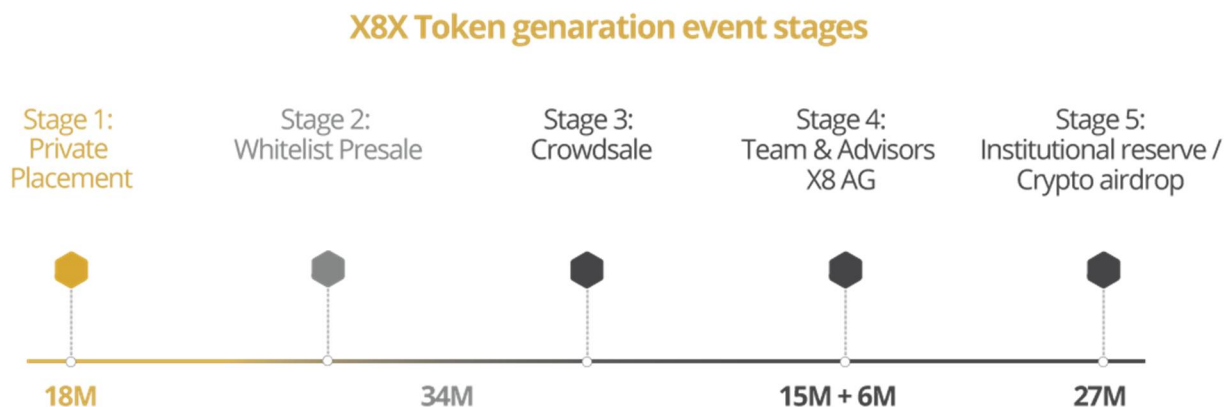 X8X Token genaration event stages
Stage 1:
Private
Placement
Stage 2:
Whitelist Presale
Stage 3:
Crowdsale
Stage 4:
Team & Advisors
X8 AG
Stage 5:
Institutional reserve /
Crypto airdrop
18M
34M
15M + 6M
27M